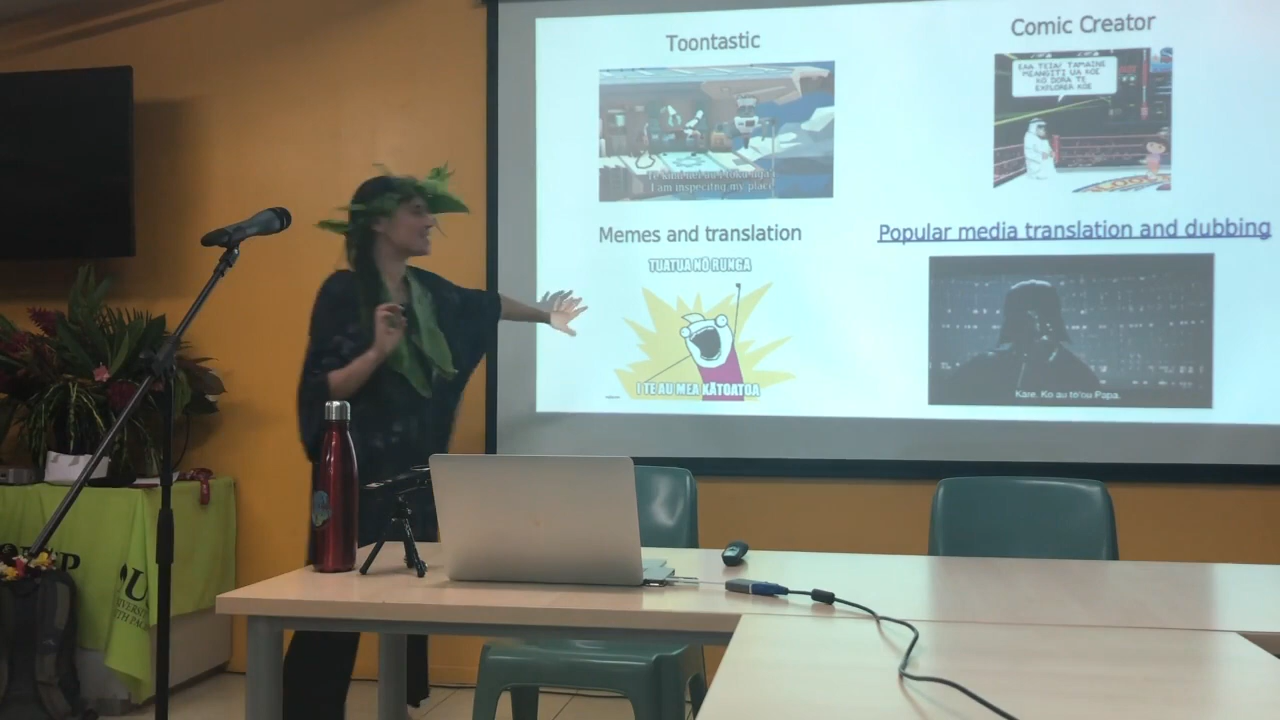 Toontastic
Comic Creator
EAA TEIA! TAMAINE
MEANGITI UA KOE
KO DORA TE
EXPLORER KOE
I am inspecitng my place
Memes and translation
Popular media translation and dubbing
TUATUA NŌ RUNGA
I TE AU MEA KĀTOATOA
Kare. Ko au to'ou Papa.